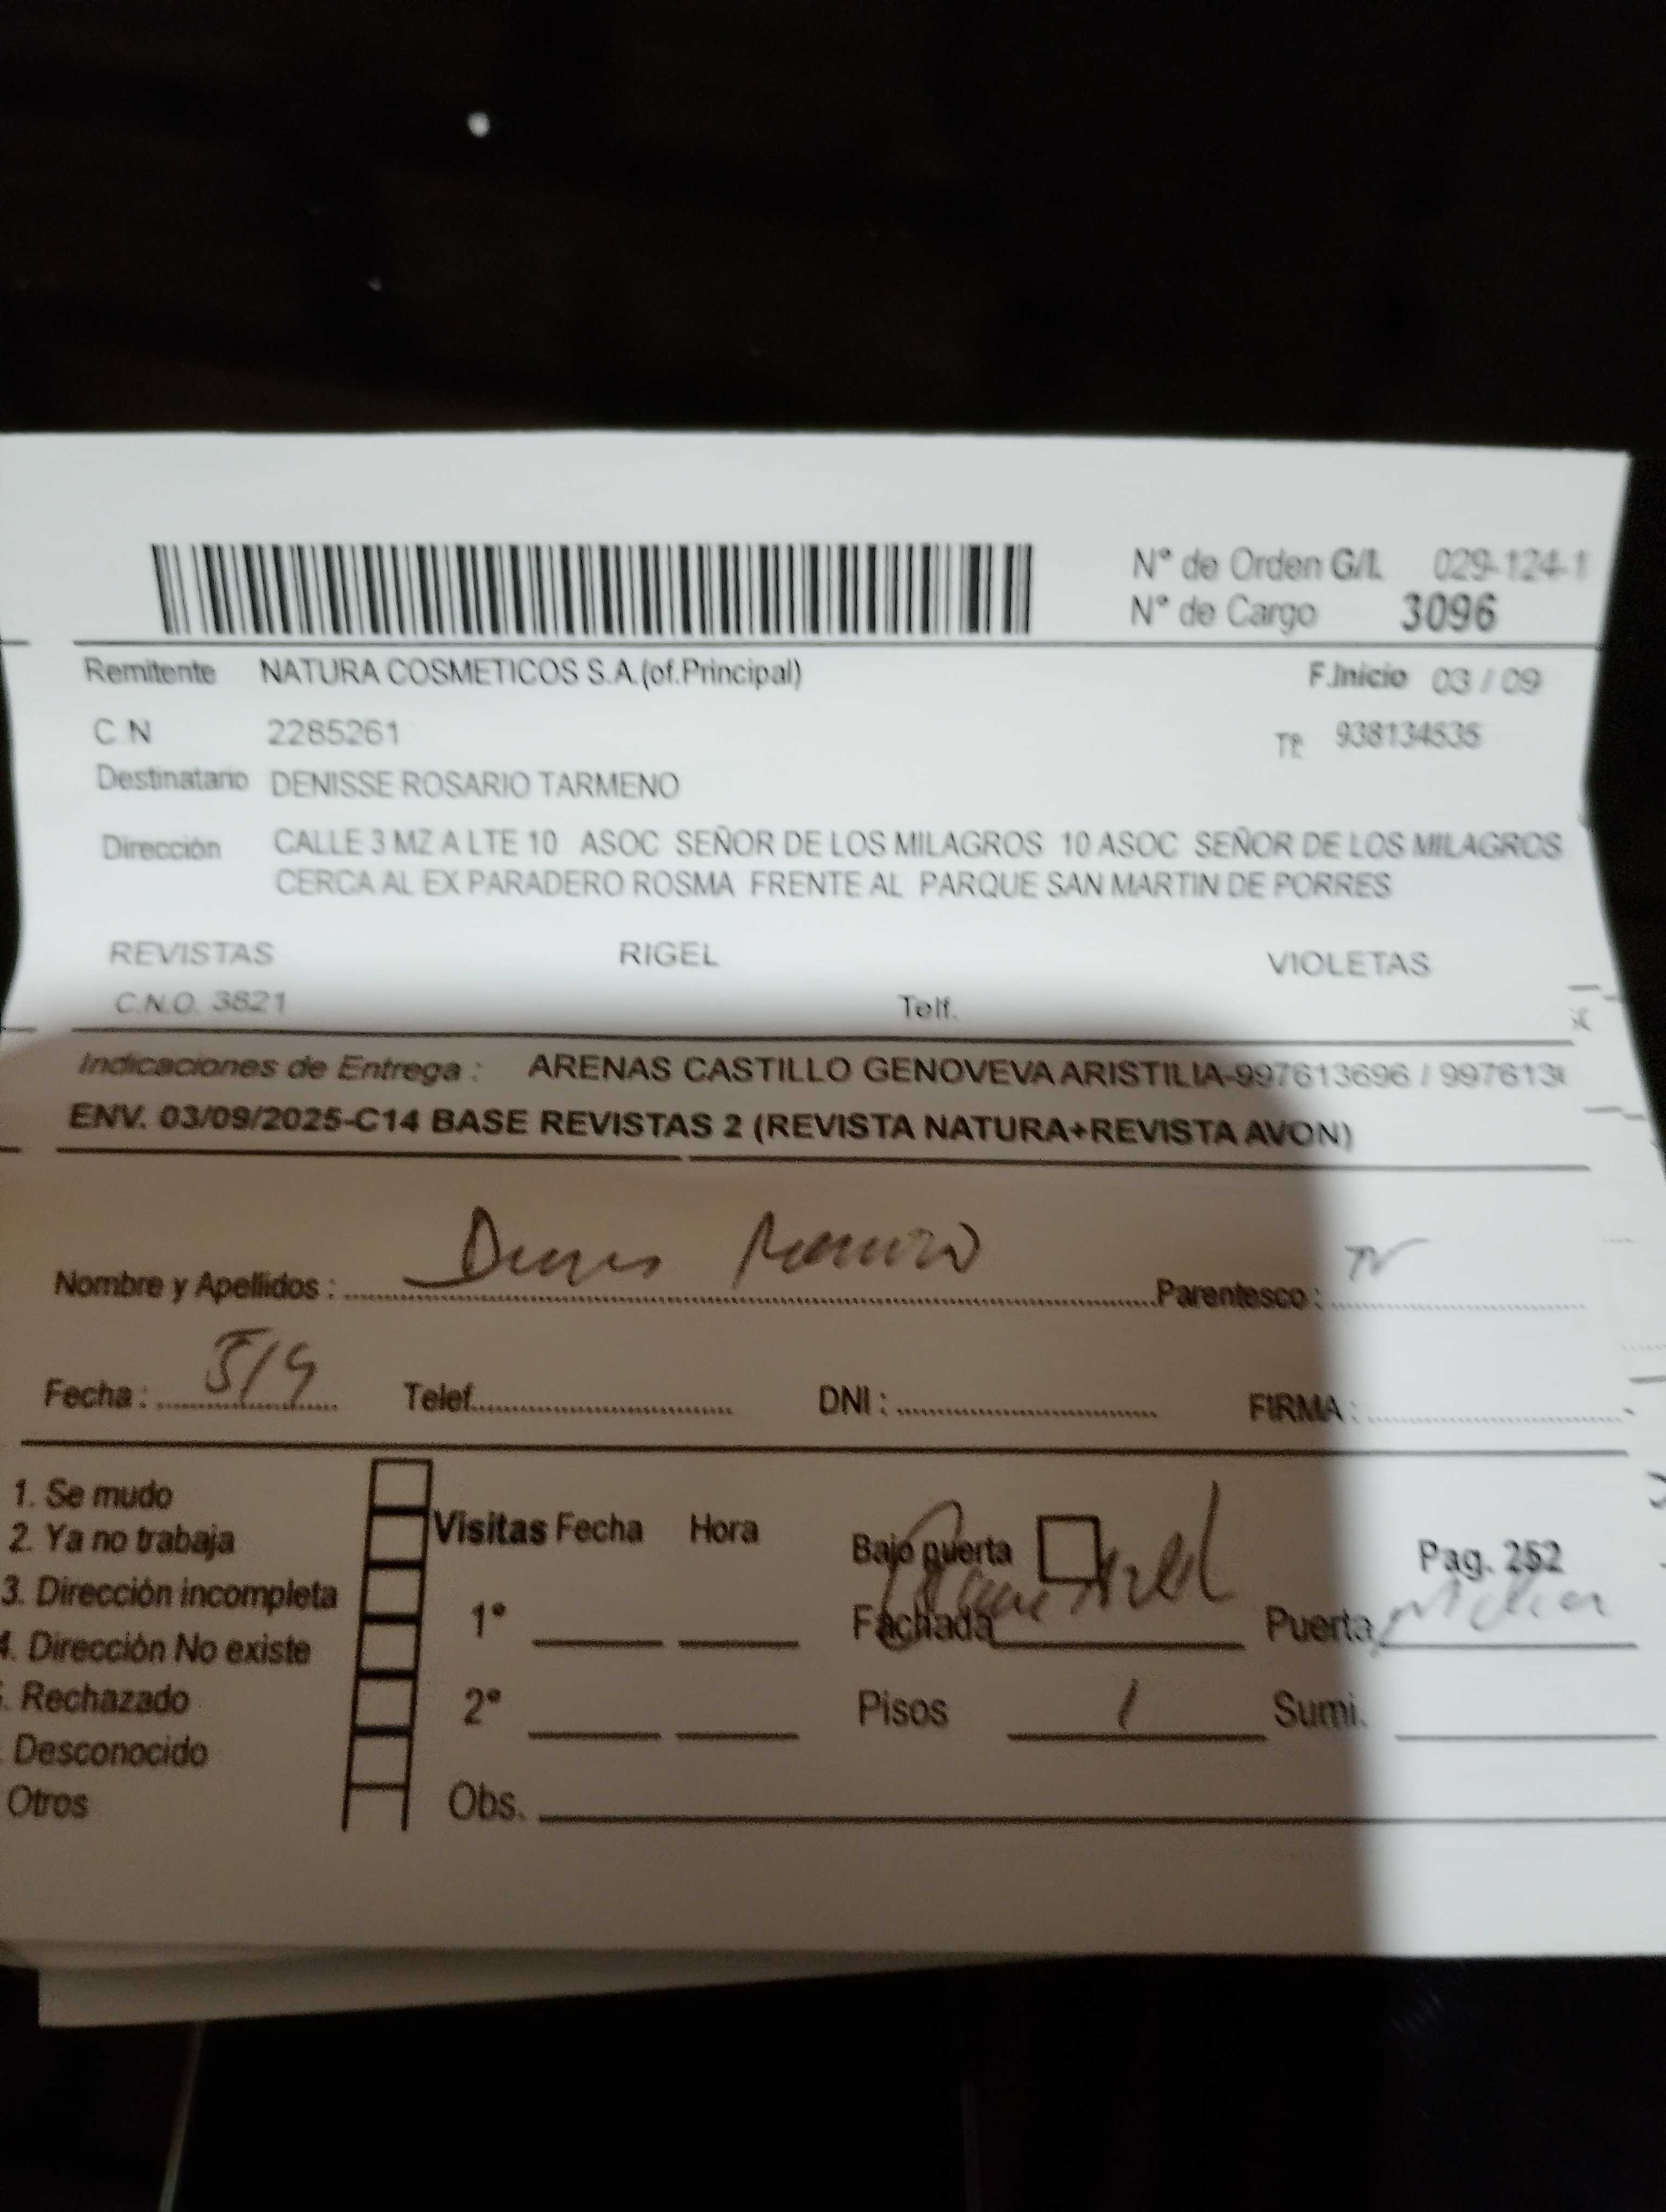 Nº de Orden G/L 029-124-1
Nº de Cargo 3096
Remitente NATURA COSMETICOS S.A.(of.Principal) F.Inicio 03 / 09
C.N 2285261 Tf: 938134535
Destinatario DENISSE ROSARIO TARMENO
Dirección CALLE 3 MZ A LTE 10 ASOC SEÑOR DE LOS MILAGROS 10 ASOC SEÑOR DE LOS MILAGROS
CERCA AL EX PARADERO ROSMA FRENTE AL PARQUE SAN MARTIN DE PORRES
REVISTAS RIGEL VIOLETAS
C.N.O. 3821 Telf.
Indicaciones de Entrega : ARENAS CASTILLO GENOVEVA ARISTILIA-997613696 / 997613
ENV. 03/09/2025-C14 BASE REVISTAS 2 (REVISTA NATURA+REVISTA AVON)
Nombre y Apellidos : Parentesco : TV
Fecha : 5/9 Telef. DNI : FIRMA :
1. Se mudo
2. Ya no trabaja Visitas Fecha Hora Bajo puerta Pag. 252
3. Dirección incompleta 1º Fachada Puerta
4. Dirección No existe
. Rechazado 2º Pisos 1 Sumi.
Desconocido
Otros Obs.